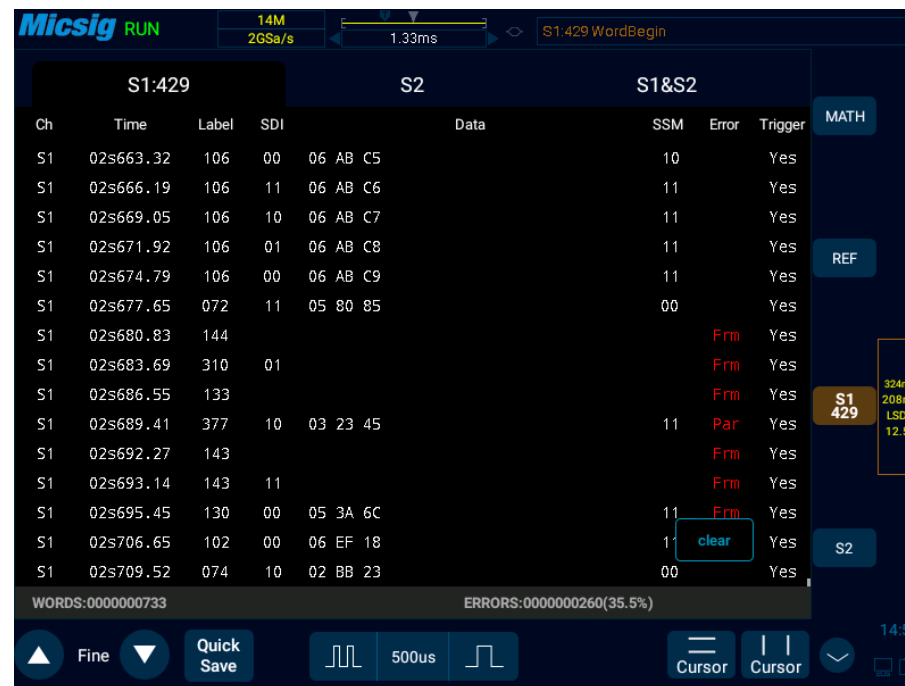 Micsig RUN 14M 2GSa/s 1.33ms S1:429 WordBegin
S1:429 S2 S1&S2
Ch Time Label SDI Data SSM Error Trigger
S1 02s663.32 106 00 06 AB C5 10 Yes
S1 02s666.19 106 11 06 AB C6 11 Yes
S1 02s669.05 106 10 06 AB C7 11 Yes
S1 02s671.92 106 01 06 AB C8 11 Yes
S1 02s674.79 106 00 06 AB C9 11 Yes
S1 02s677.65 072 11 05 80 85 00 Yes
S1 02s680.83 144 Frm Yes
S1 02s683.69 310 01 Frm Yes
S1 02s686.55 133 Frm Yes
S1 02s689.41 377 10 03 23 45 11 Par Yes
S1 02s692.27 143 Frm Yes
S1 02s693.14 143 11 Frm Yes
S1 02s695.45 130 00 05 3A 6C 11 Frm Yes
S1 02s706.65 102 00 06 EF 18 Yes
S1 02s709.52 074 10 02 BB 23 00 Yes
clear
WORDS:0000000733 ERRORS:0000000260(35.5%)
MATH
REF
S1
429
S2
Fine
Quick
Save
500us
Cursor
Cursor